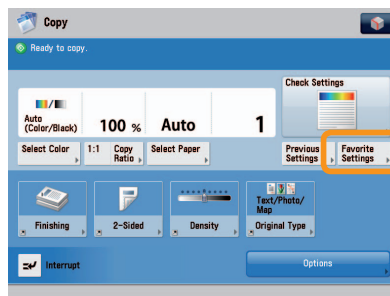 Copy
Ready to copy.
Check Settings
Auto
(Color/Black)
100 %
Auto
1
Select Color
1:1
Copy
Ratio
Select Paper
Previous
Settings
Favorite
Settings
Finishing
2-Sided
Density
Text/Photo/
Map
Original Type
Interrupt
Options